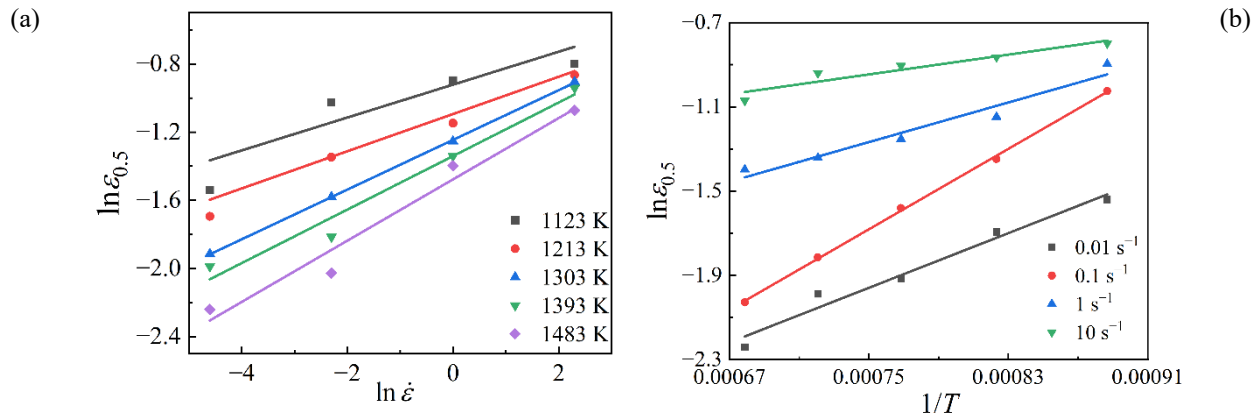 (a)
−0.8
−1.2
−1.6
−2.0
−2.4
lnε0.5
−4
−2
0
2
ln ε̇
1123 K
1213 K
1303 K
1393 K
1483 K
(b)
−0.7
−1.1
−1.5
−1.9
−2.3
lnε0.5
0.00067
0.00075
0.00083
0.00091
1/T
0.01 s⁻¹
0.1 s⁻¹
1 s⁻¹
10 s⁻¹